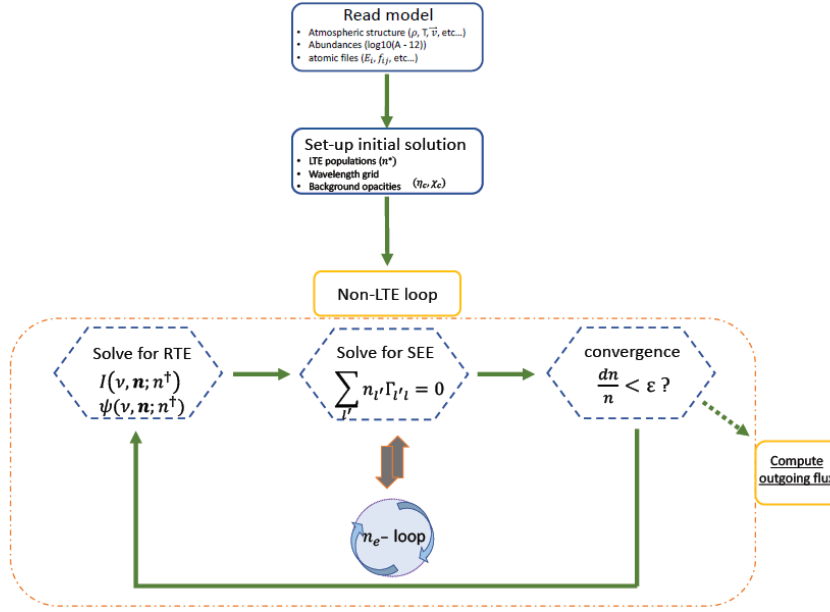 Read model
• Atmospheric structure (ρ, T, v⃗, etc...)
• Abundances (log10(A - 12))
• atomic files (E_i, f_ij, etc...)
Set-up initial solution
• LTE populations (n*)
• Wavelength grid
• Background opacities (η_c, χ_c)
Non-LTE loop
Solve for RTE
I(ν, n; n†)
ψ(ν, n; n†)
Solve for SEE
∑_l' n_l' Γ_l'l = 0
convergence
dn/n < ε ?
Compute
outgoing flux
n_e- loop